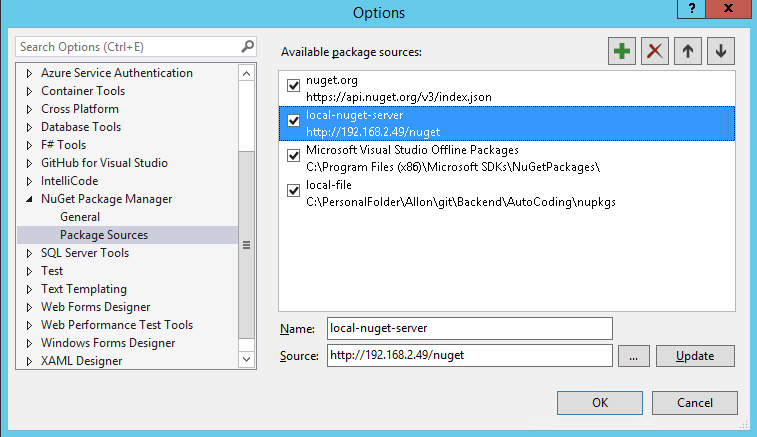 Options
?
X
Search Options (Ctrl+E)
Azure Service Authentication
Container Tools
Cross Platform
Database Tools
F# Tools
GitHub for Visual Studio
IntelliCode
NuGet Package Manager
General
Package Sources
SQL Server Tools
Test
Text Templating
Web Forms Designer
Web Performance Test Tools
Windows Forms Designer
XAML Designer
Available package sources:
nuget.org
https://api.nuget.org/v3/index.json
local-nuget-server
http://192.168.2.49/nuget
Microsoft Visual Studio Offline Packages
C:\Program Files (x86)\Microsoft SDKs\NuGetPackages\
local-file
C:\PersonalFolder\Allon\git\Backend\AutoCoding\nupkgs
Name: local-nuget-server
Source: http://192.168.2.49/nuget ... Update
OK Cancel